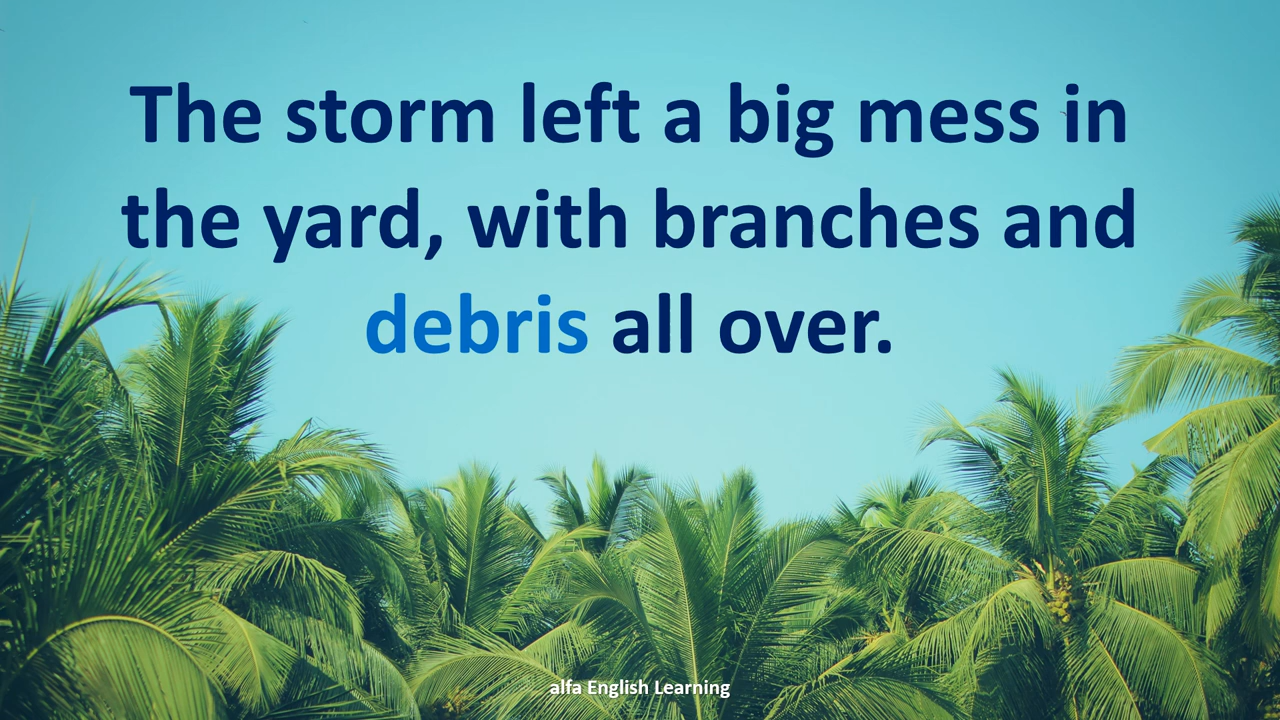 The storm left a big mess in
the yard, with branches and
debris all over.
alfa English Learning